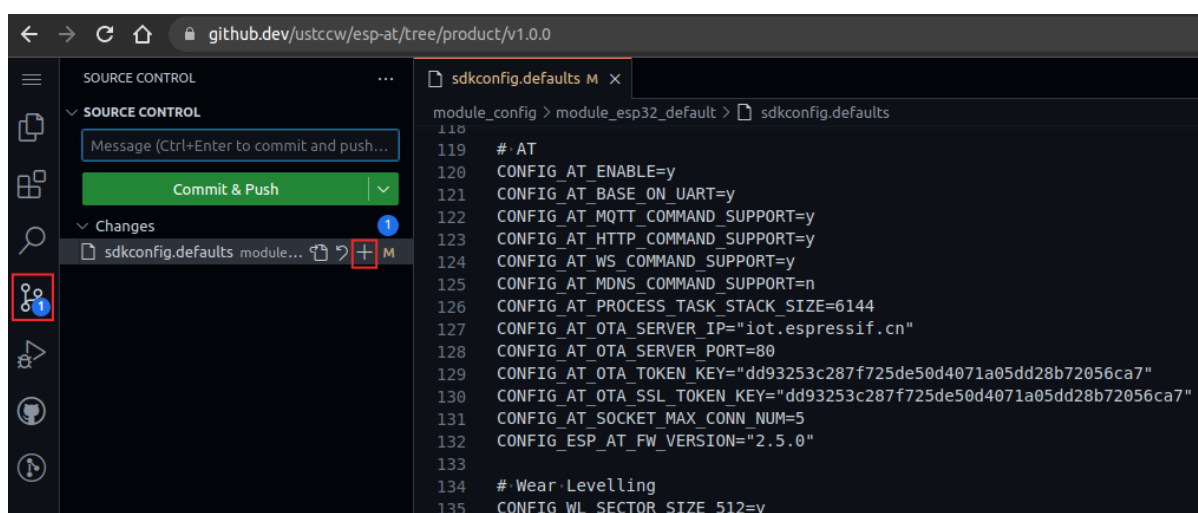 github.dev/ustccw/esp-at/tree/product/v1.0.0
SOURCE CONTROL ...
SOURCE CONTROL
Message (Ctrl+Enter to commit and push...
Commit & Push
Changes 1
sdkconfig.defaults module... M
1
sdkconfig.defaults M
module_config > module_esp32_default > sdkconfig.defaults
118
119 # AT
120 CONFIG_AT_ENABLE=y
121 CONFIG_AT_BASE_ON_UART=y
122 CONFIG_AT_MQTT_COMMAND_SUPPORT=y
123 CONFIG_AT_HTTP_COMMAND_SUPPORT=y
124 CONFIG_AT_WS_COMMAND_SUPPORT=y
125 CONFIG_AT_MDNS_COMMAND_SUPPORT=n
126 CONFIG_AT_PROCESS_TASK_STACK_SIZE=6144
127 CONFIG_AT_OTA_SERVER_IP="iot.espressif.cn"
128 CONFIG_AT_OTA_SERVER_PORT=80
129 CONFIG_AT_OTA_TOKEN_KEY="dd93253c287f725de50d4071a05dd28b72056ca7"
130 CONFIG_AT_OTA_SSL_TOKEN_KEY="dd93253c287f725de50d4071a05dd28b72056ca7"
131 CONFIG_AT_SOCKET_MAX_CONN_NUM=5
132 CONFIG_ESP_AT_FW_VERSION="2.5.0"
133
134 # Wear Levelling
135 CONFIG_WL_SECTOR_SIZE_512=y